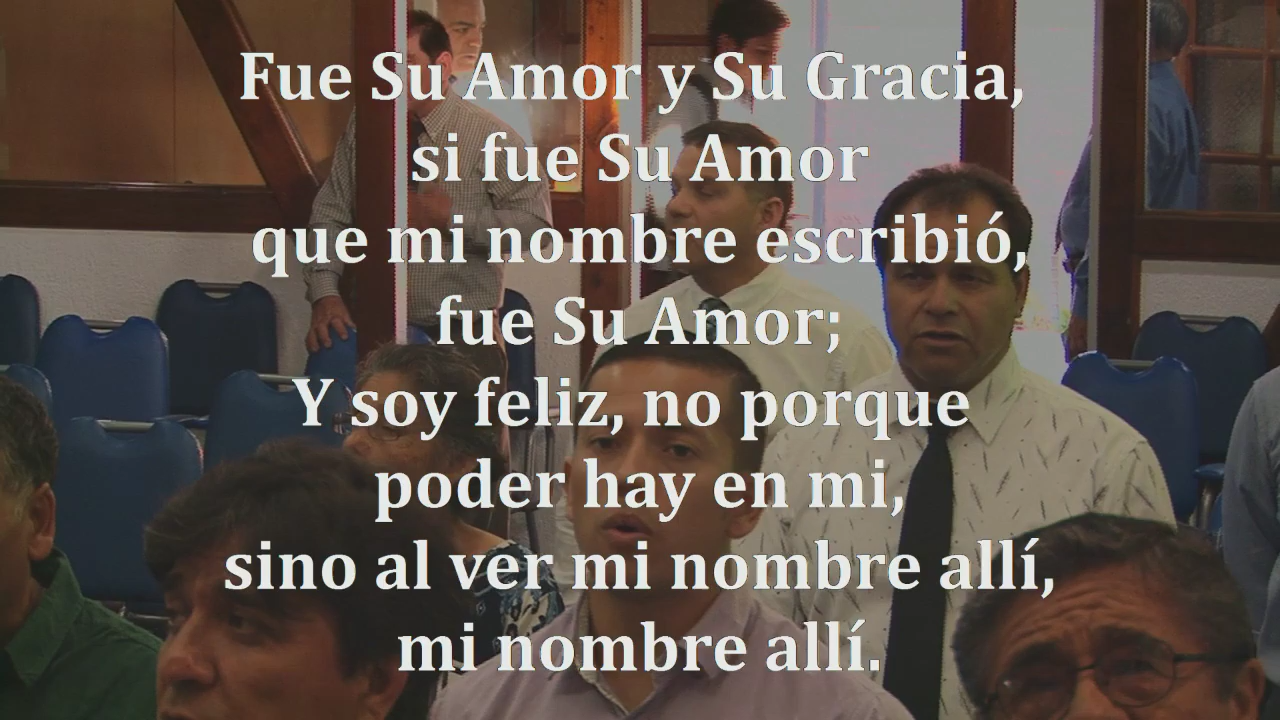 Fue Su Amor y Su Gracia,
si fue Su Amor
que mi nombre escribió,
fue Su Amor;
Y soy feliz, no porque
poder hay en mi,
sino al ver mi nombre allí,
mi nombre allí.